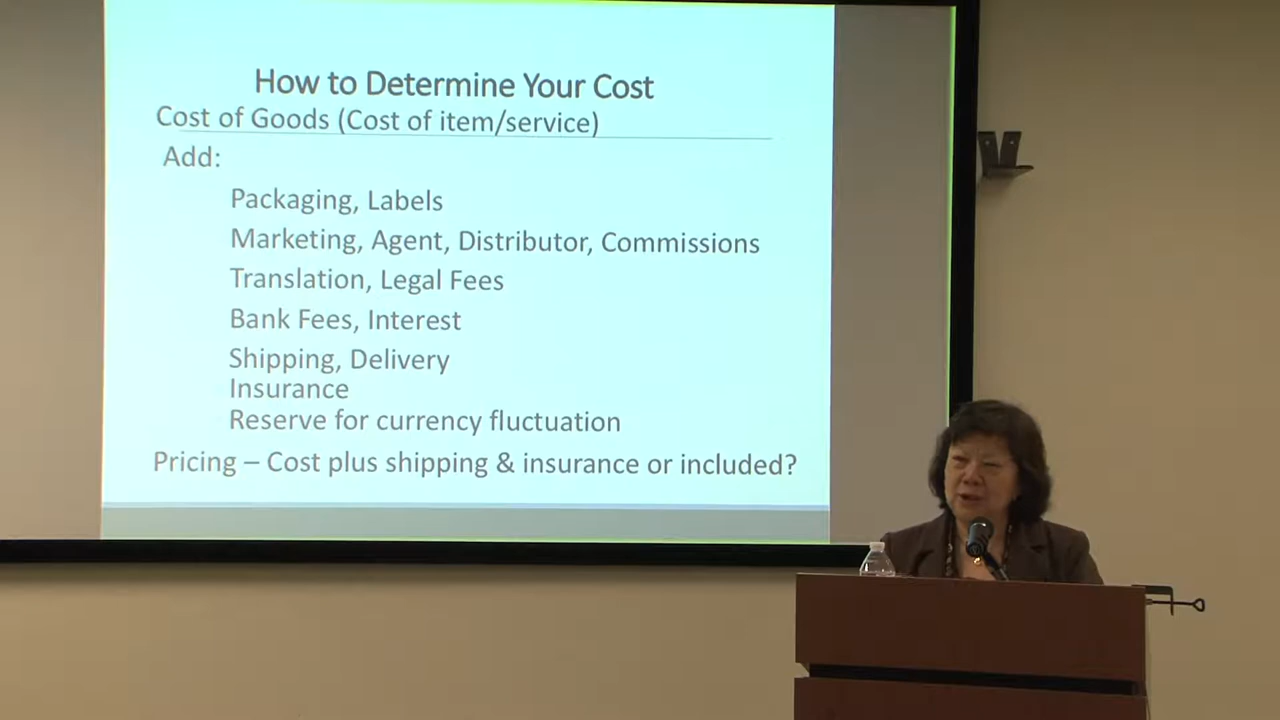 How to Determine Your Cost
Cost of Goods (Cost of item/service)
Add:
Packaging, Labels
Marketing, Agent, Distributor, Commissions
Translation, Legal Fees
Bank Fees, Interest
Shipping, Delivery
Insurance
Reserve for currency fluctuation
Pricing – Cost plus shipping & insurance or included?